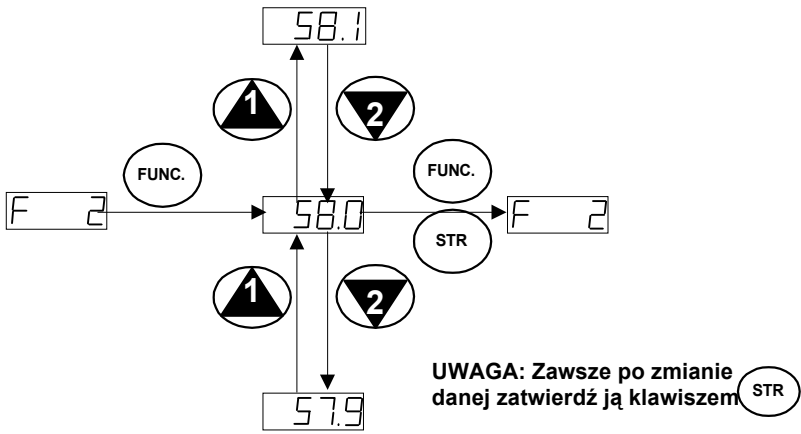 58.1
1 2
FUNC. FUNC.
F 2 58.0 F 2
STR
1 2
UWAGA: Zawsze po zmianie
danej zatwierdź ją klawiszem STR
57.9